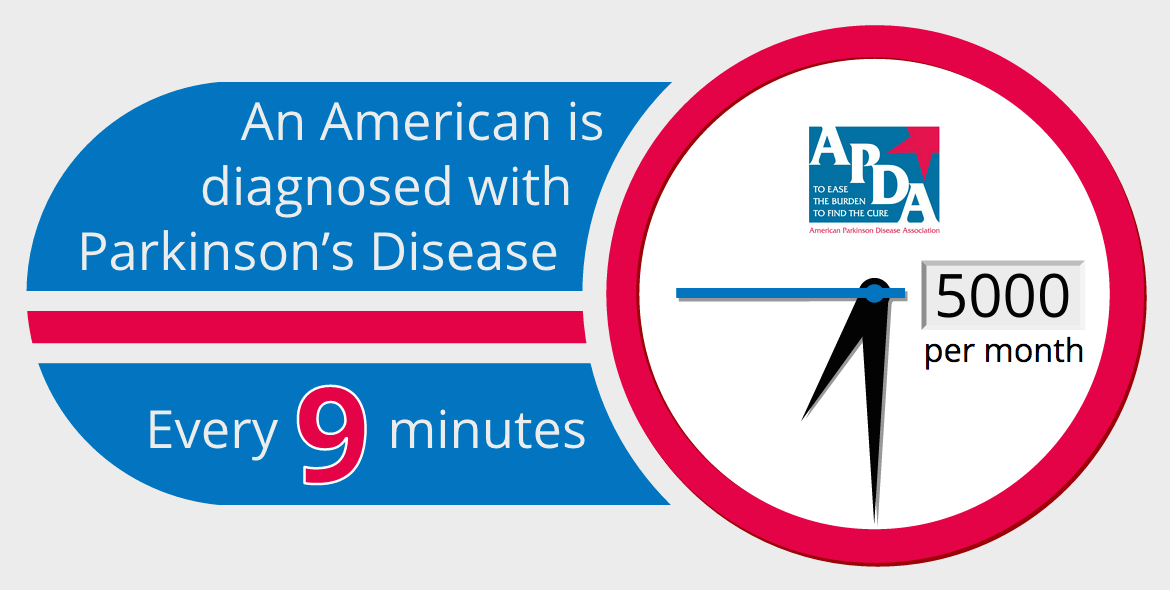 An American is
diagnosed with
Parkinson’s Disease
Every 9 minutes
APDA
TO EASE
THE BURDEN
TO FIND THE CURE
American Parkinson Disease Association
5000
per month